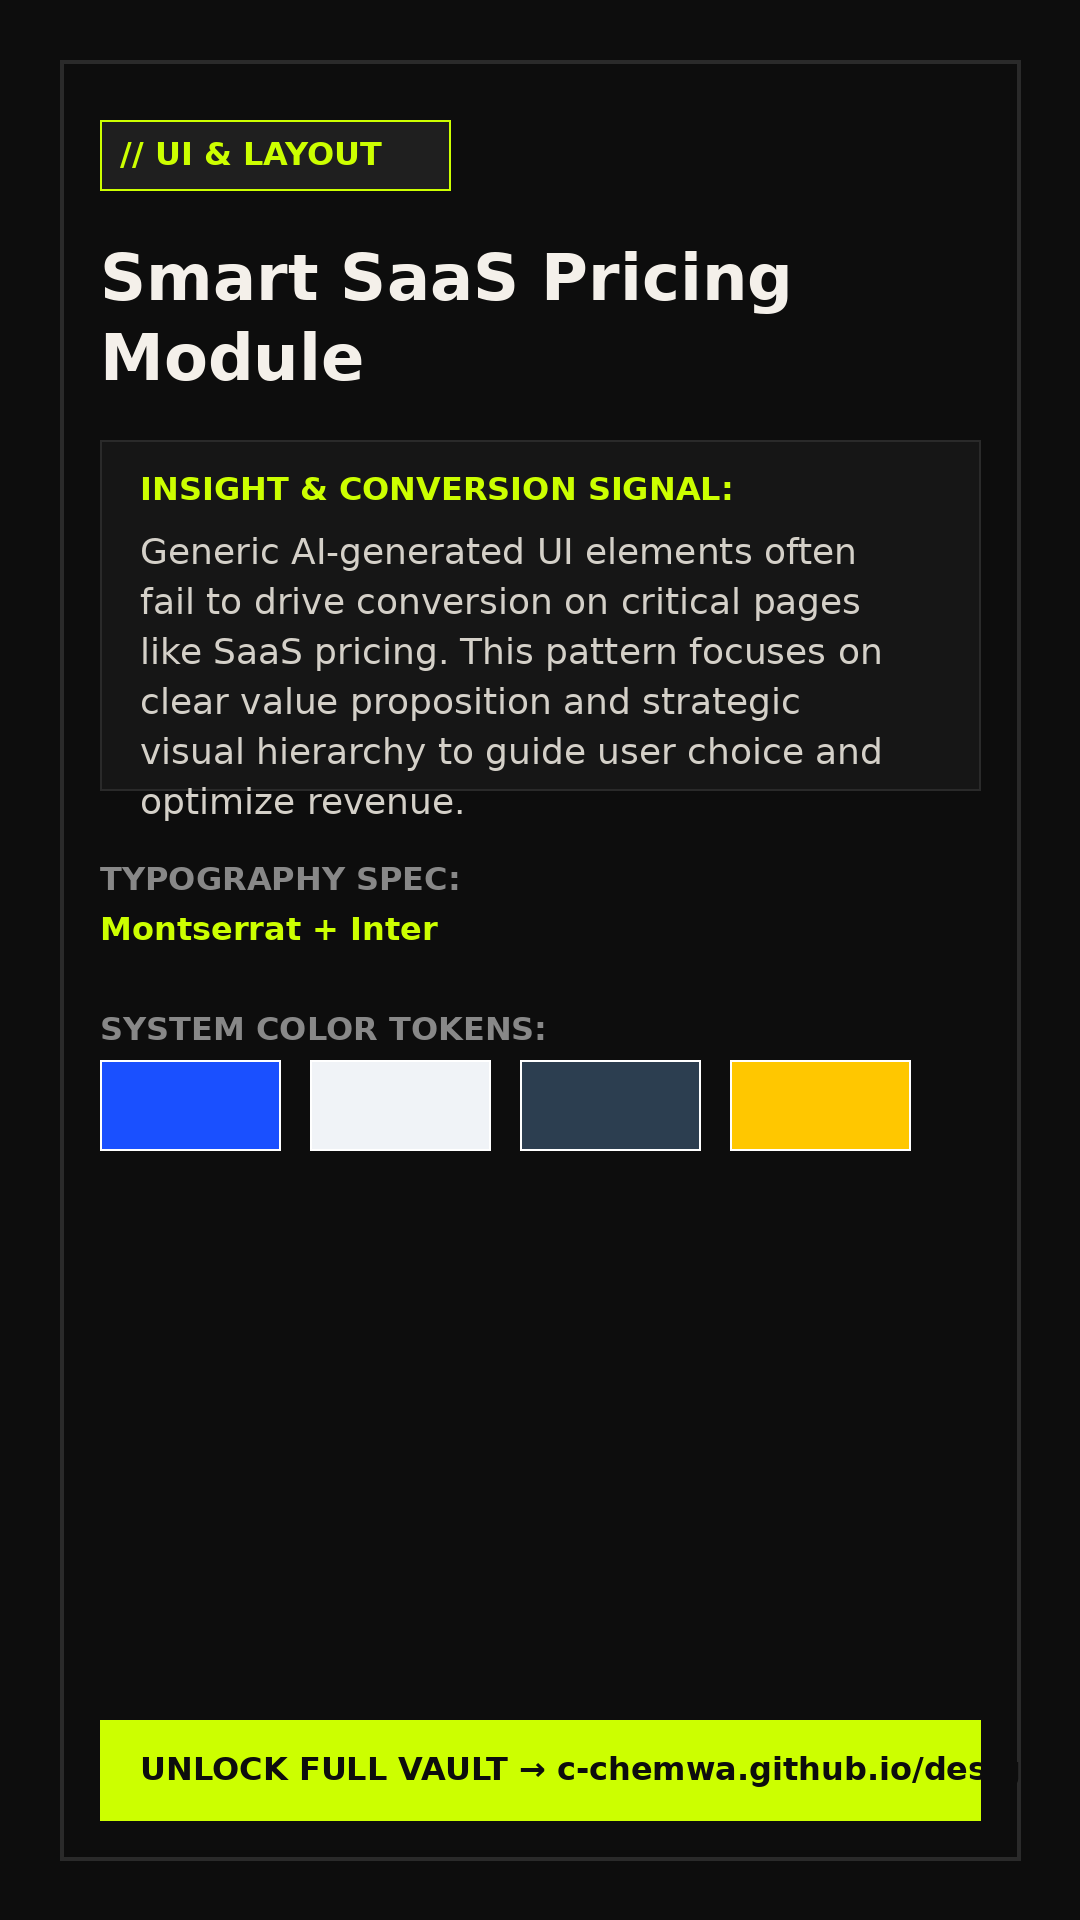 // UI & LAYOUT
Smart SaaS Pricing
Module
INSIGHT & CONVERSION SIGNAL:
Generic AI-generated UI elements often
fail to drive conversion on critical pages
like SaaS pricing. This pattern focuses on
clear value proposition and strategic
visual hierarchy to guide user choice and
optimize revenue.
TYPOGRAPHY SPEC:
Montserrat + Inter
SYSTEM COLOR TOKENS:
UNLOCK FULL VAULT → c-chemwa.github.io/des